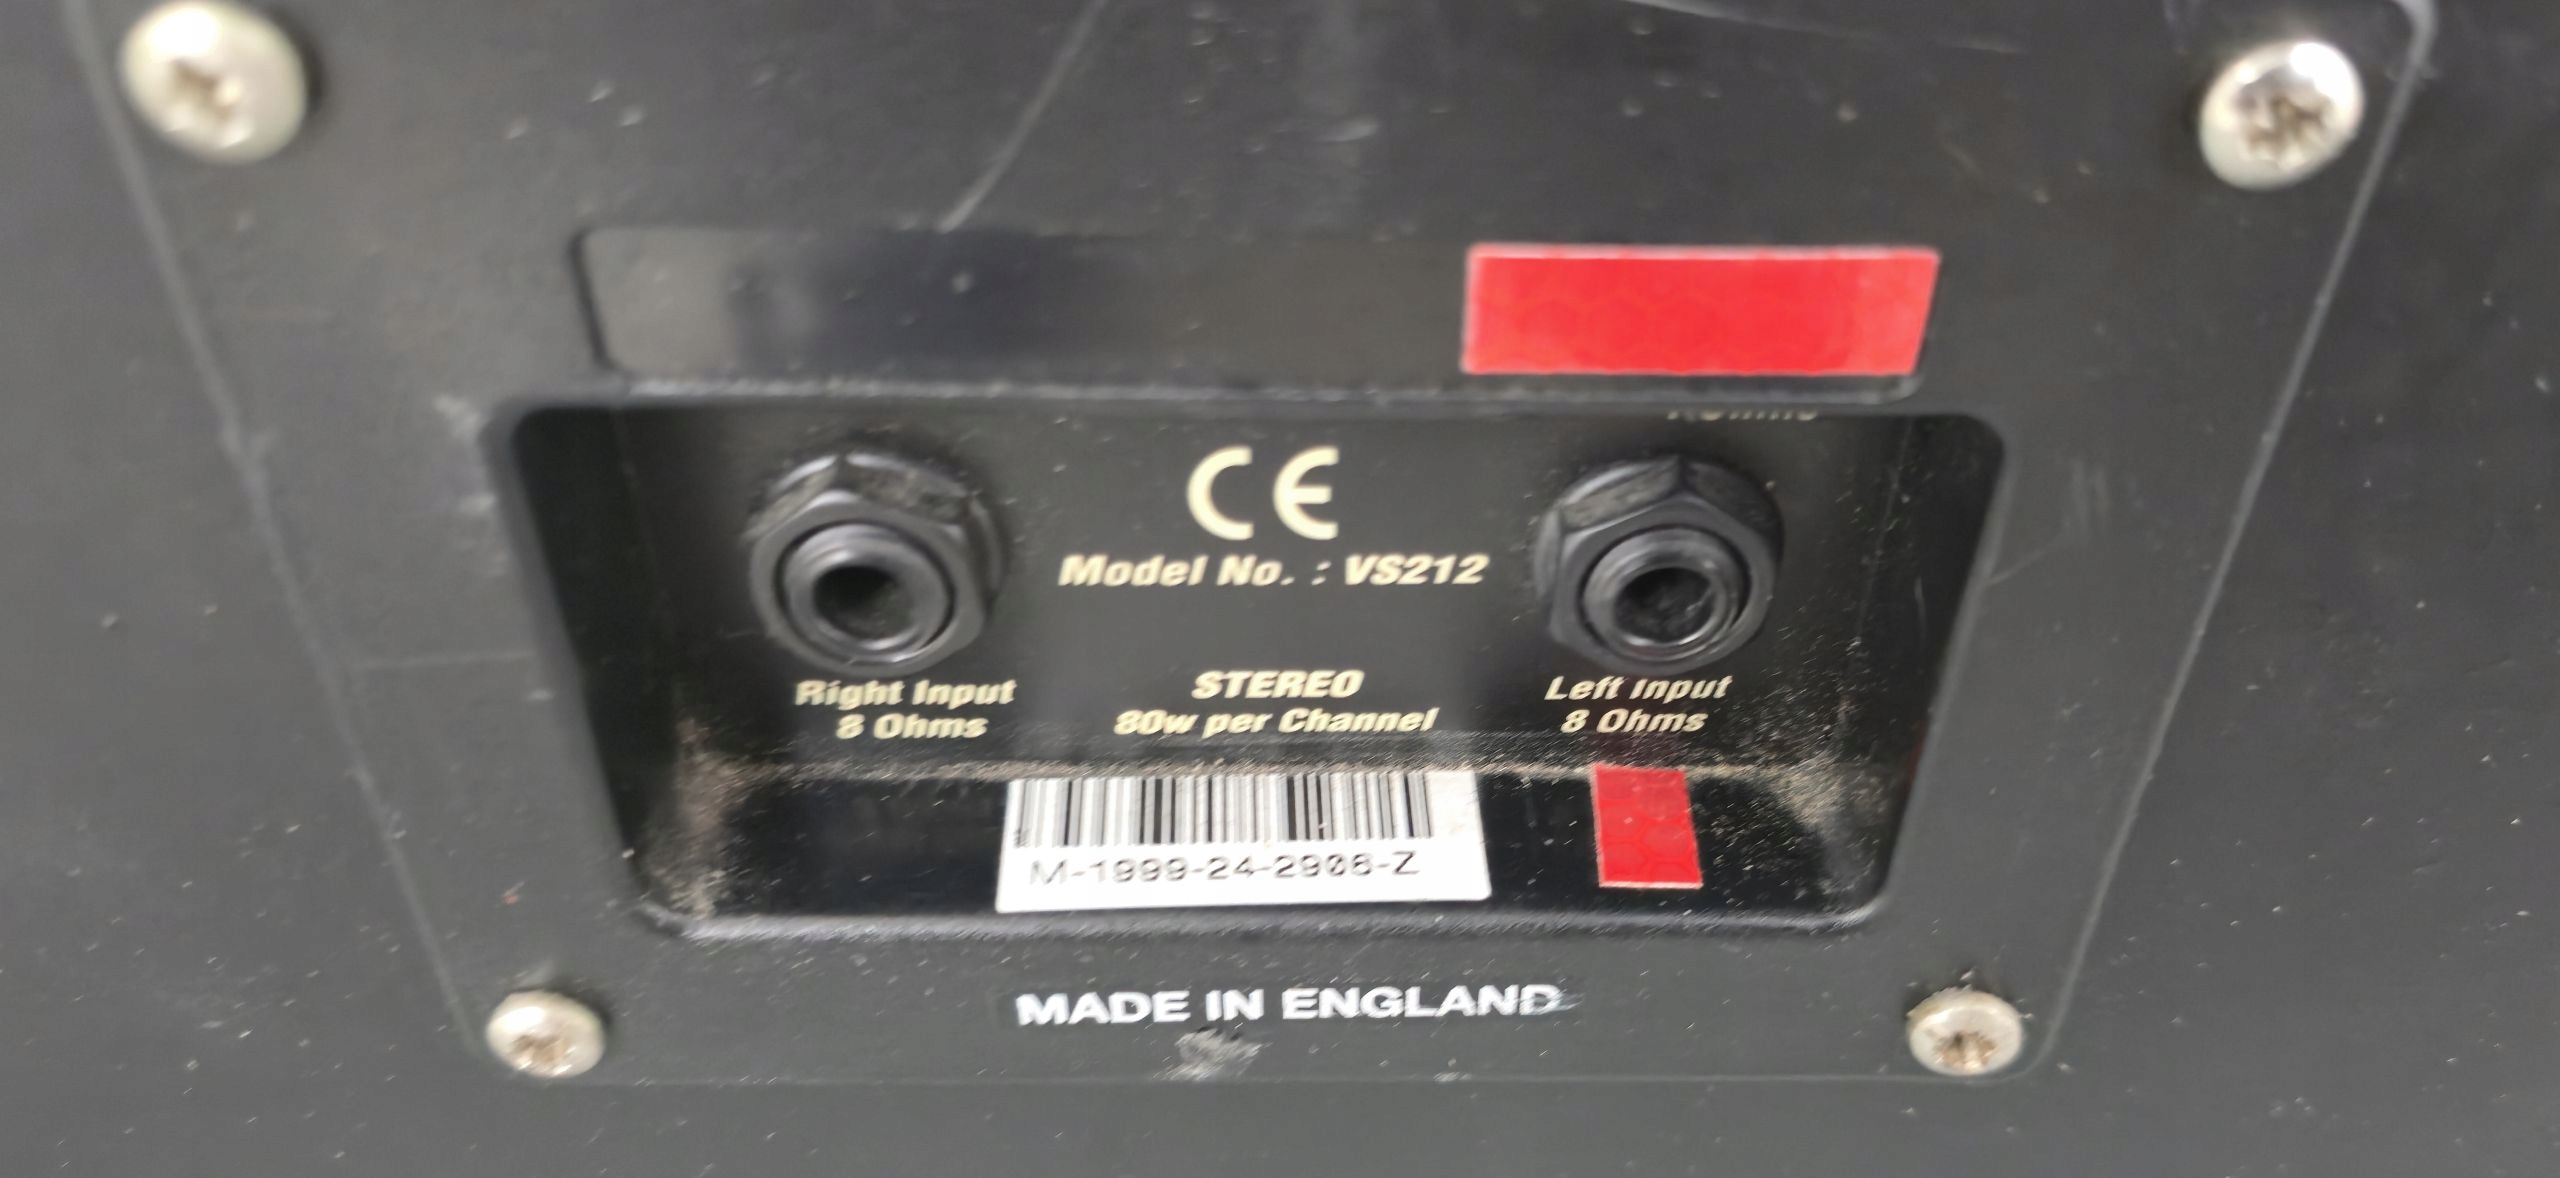 CE
Model No. : VS212
Right Input
8 Ohms
STEREO
80w per Channel
Left Input
8 Ohms
M-1999-24-2906-Z
MADE IN ENGLAND